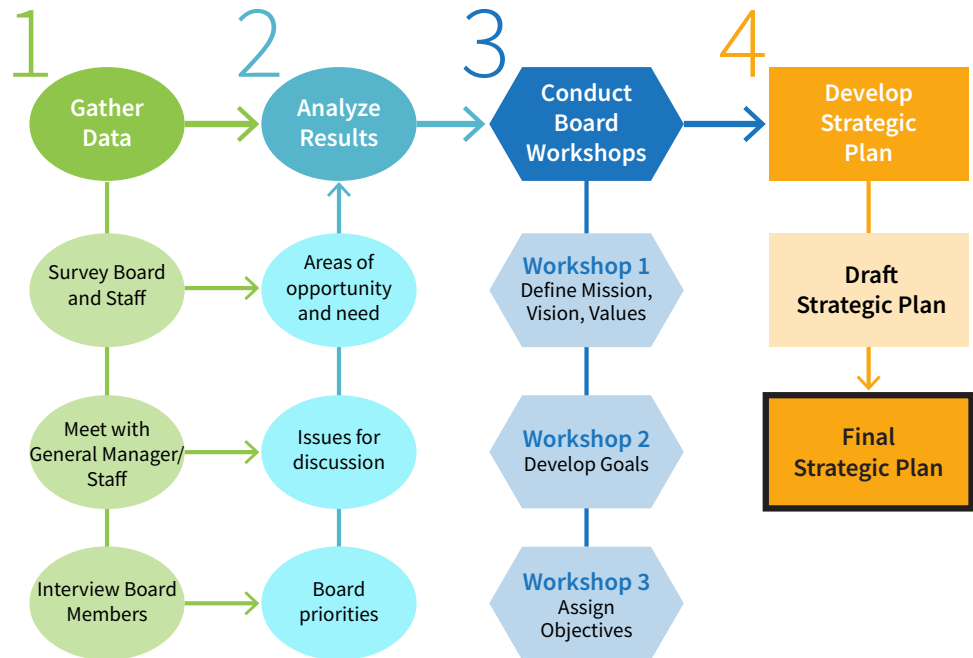 1
Gather
Data
Survey Board
and Staff
Meet with
General Manager/
Staff
Interview Board
Members
2
Analyze
Results
Areas of
opportunity
and need
Issues for
discussion
Board
priorities
3
Conduct
Board
Workshops
Workshop 1
Define Mission,
Vision, Values
Workshop 2
Develop Goals
Workshop 3
Assign
Objectives
4
Develop
Strategic
Plan
Draft
Strategic Plan
Final
Strategic Plan